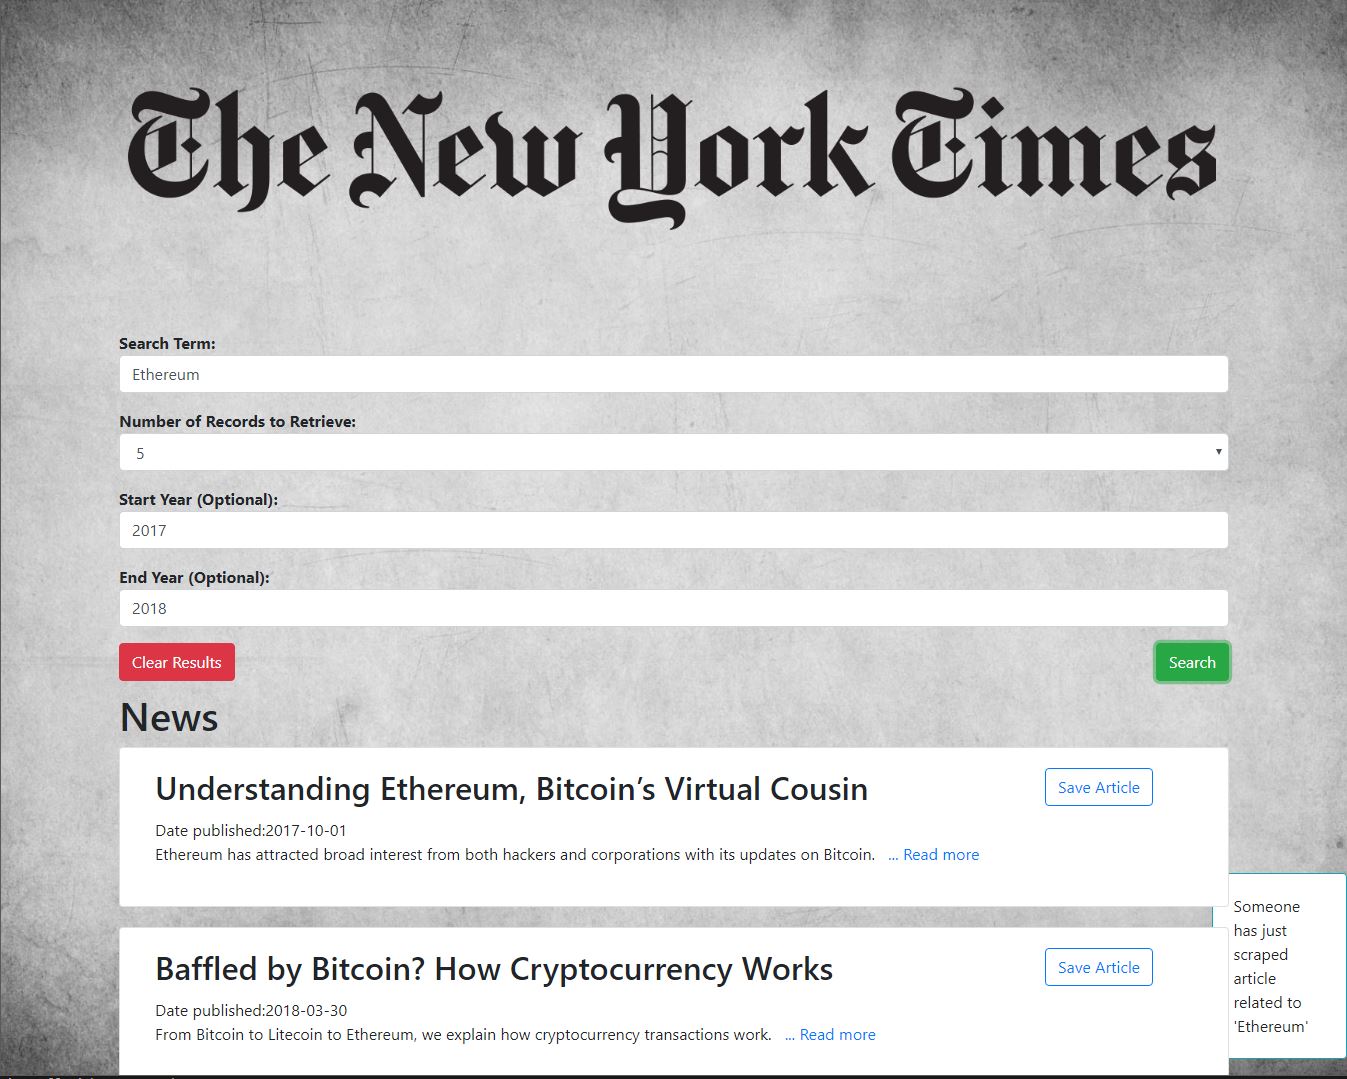 The New York Times
Search Term:
Ethereum
Number of Records to Retrieve:
5
Start Year (Optional):
2017
End Year (Optional):
2018
Clear Results
Search
News
Understanding Ethereum, Bitcoin’s Virtual Cousin
Save Article
Date published:2017-10-01
Ethereum has attracted broad interest from both hackers and corporations with its updates on Bitcoin. ... Read more
Baffled by Bitcoin? How Cryptocurrency Works
Save Article
Date published:2018-03-30
From Bitcoin to Litecoin to Ethereum, we explain how cryptocurrency transactions work. ... Read more
Someone
has just
scraped
article
related to
'Ethereum'